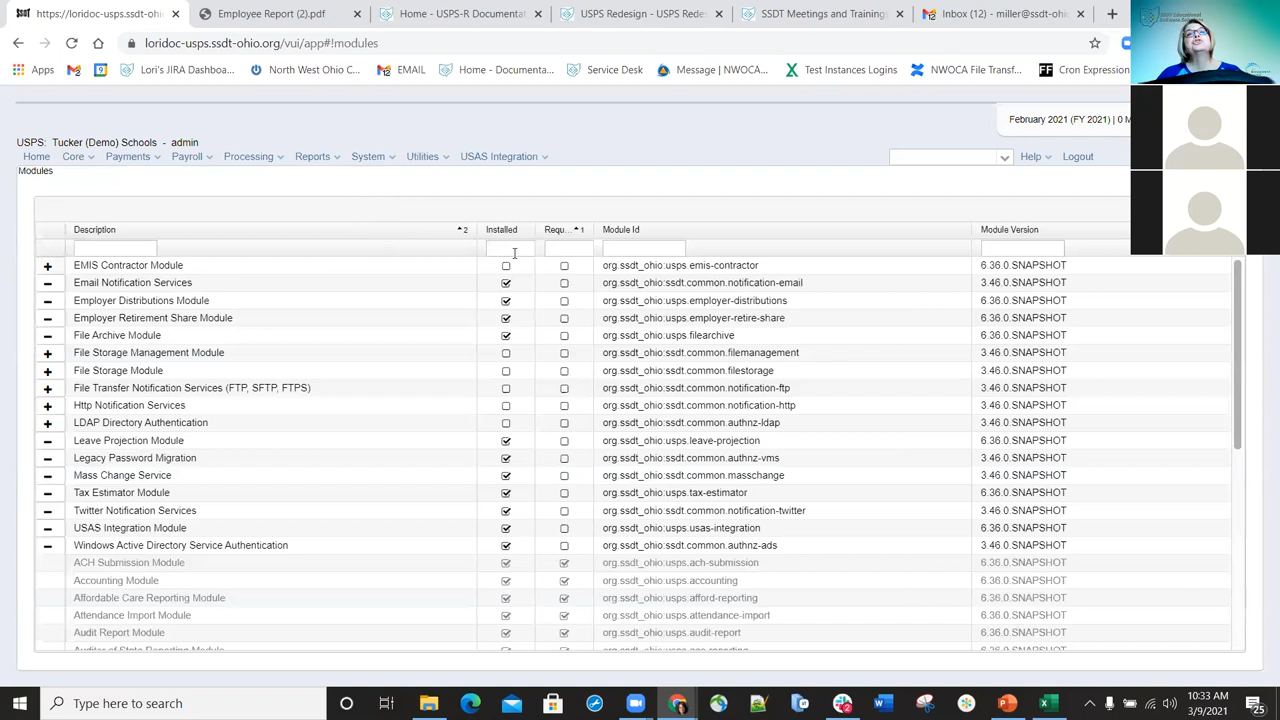 https://loridoc-usps.ssdt-ohio.org/
Employee Report (2).pdf
Home - USPS-R Documentat
USPS Redesign - USPS Redes
SSDT Meetings and Trainings
Inbox (12) - miller@ssdt-ohi
loridoc-usps.ssdt-ohio.org/vui/app#!modules
Apps
Lori's JIRA Dashboa...
North West Ohio C...
EMAIL
Home - Documenta...
Service Desk
Message | NWOCA...
Test Instances Logins
NWOCA File Transf...
Cron Expression
February 2021 (FY 2021) | 0 M
USPS: Tucker (Demo) Schools - admin
Home Core Payments Payroll Processing Reports System Utilities USAS Integration Help Logout
Modules
Description 2 Installed Requ... 1 Module Id Module Version
EMIS Contractor Module org.ssdt_ohio:usps.emis-contractor 6.36.0.SNAPSHOT
Email Notification Services org.ssdt_ohio:ssdt.common.notification-email 3.46.0.SNAPSHOT
Employer Distributions Module org.ssdt_ohio:usps.employer-distributions 6.36.0.SNAPSHOT
Employer Retirement Share Module org.ssdt_ohio:usps.employer-retire-share 6.36.0.SNAPSHOT
File Archive Module org.ssdt_ohio:usps.filearchive 6.36.0.SNAPSHOT
File Storage Management Module org.ssdt_ohio:ssdt.common.filemanagement 3.46.0.SNAPSHOT
File Storage Module org.ssdt_ohio:ssdt.common.filestorage 3.46.0.SNAPSHOT
File Transfer Notification Services (FTP, SFTP, FTPS) org.ssdt_ohio:ssdt.common.notification-ftp 3.46.0.SNAPSHOT
Http Notification Services org.ssdt_ohio:ssdt.common.notification-http 3.46.0.SNAPSHOT
LDAP Directory Authentication org.ssdt_ohio:ssdt.common.authnz-ldap 3.46.0.SNAPSHOT
Leave Projection Module org.ssdt_ohio:usps.leave-projection 6.36.0.SNAPSHOT
Legacy Password Migration org.ssdt_ohio:ssdt.common.authnz-vms 3.46.0.SNAPSHOT
Mass Change Service org.ssdt_ohio:ssdt.common.masschange 3.46.0.SNAPSHOT
Tax Estimator Module org.ssdt_ohio:usps.tax-estimator 6.36.0.SNAPSHOT
Twitter Notification Services org.ssdt_ohio:ssdt.common.notification-twitter 3.46.0.SNAPSHOT
USAS Integration Module org.ssdt_ohio:usps.usas-integration 6.36.0.SNAPSHOT
Windows Active Directory Service Authentication org.ssdt_ohio:ssdt.common.authnz-ads 3.46.0.SNAPSHOT
ACH Submission Module org.ssdt_ohio:usps.ach-submission 6.36.0.SNAPSHOT
Accounting Module org.ssdt_ohio:usps.accounting 6.36.0.SNAPSHOT
Affordable Care Reporting Module org.ssdt_ohio:usps.afford-reporting 6.36.0.SNAPSHOT
Attendance Import Module org.ssdt_ohio:usps.attendance-import 6.36.0.SNAPSHOT
Audit Report Module org.ssdt_ohio:usps.audit-report 6.36.0.SNAPSHOT
Auditor of State Reporting Module org.ssdt_ohio:usps.aos-reporting 6.36.0.SNAPSHOT
Type here to search
10:33 AM
3/9/2021
25